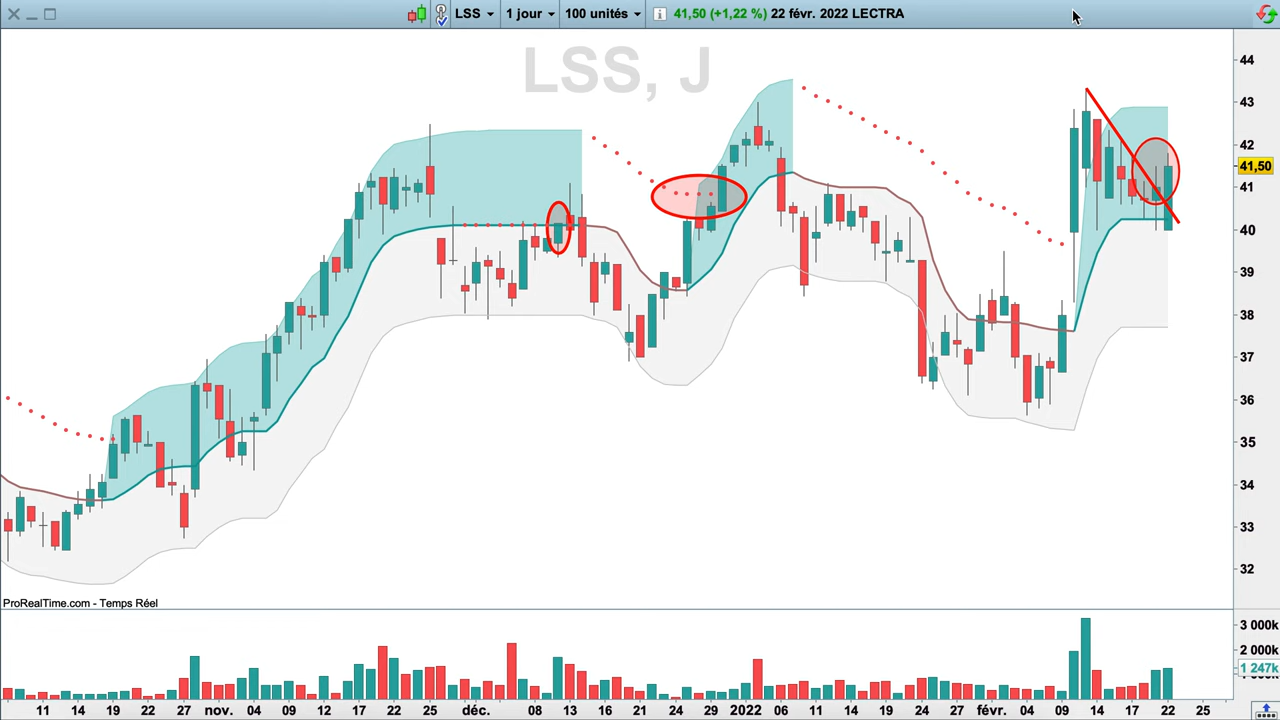 LSS 1 jour 100 unités 41,50 (+1,22 %) 22 févr. 2022 LECTRA
LSS, J
44
43
42
41,50
41
40
39
38
37
36
35
34
33
32
ProRealTime.com - Temps Réel
3 000k
2 000k
1 247k
11 14 19 22 27 nov. 04 09 12 17 22 25 déc. 08 13 16 21 24 29 2022 06 11 14 19 24 27 févr. 04 09 14 17 22 25